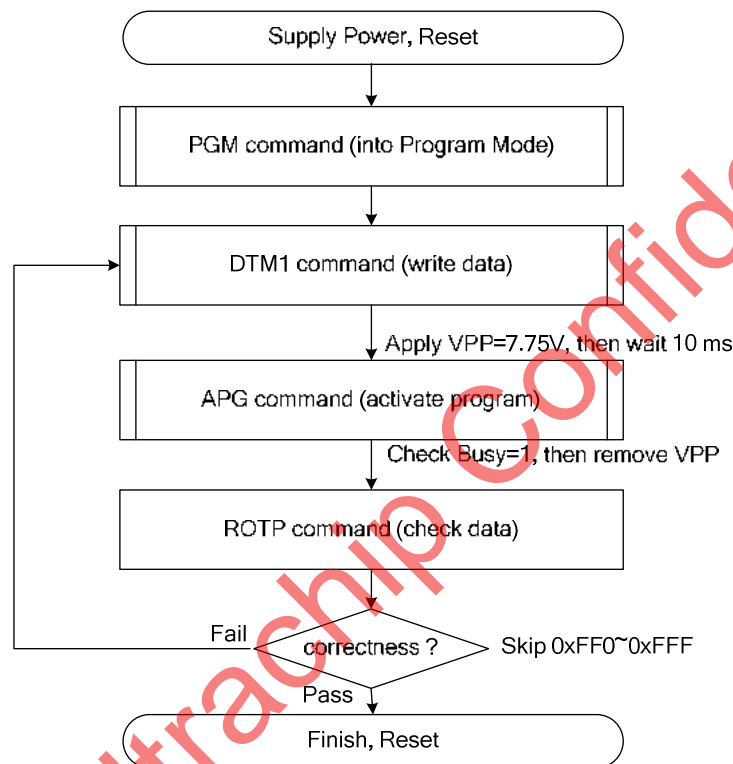 Supply Power, Reset
PGM command (into Program Mode)
DTM1 command (write data)
Apply VPP=7.75V, then wait 10 ms
APG command (activate program)
Check Busy=1, then remove VPP
ROTP command (check data)
Fail
correctness ?
Skip 0xFF0~0xFFF
Pass
Finish, Reset
ltrachip Confide